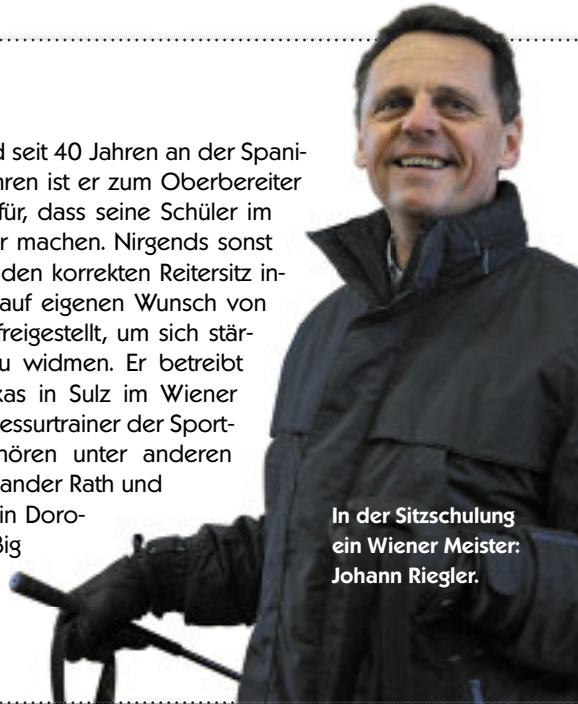 d seit 40 Jahren an der Spani-
hren ist er zum Oberbereiter
für, dass seine Schüler im
r machen. Nirgends sonst
den korrekten Reitersitz in-
auf eigenen Wunsch von
freigestellt, um sich stär-
u widmen. Er betreibt
kas in Sulz im Wiener
essurtrainer der Sport-
hören unter anderen
ander Rath und
in Doro-
ßig
In der Sitzschulung
ein Wiener Meister:
Johann Riegler.